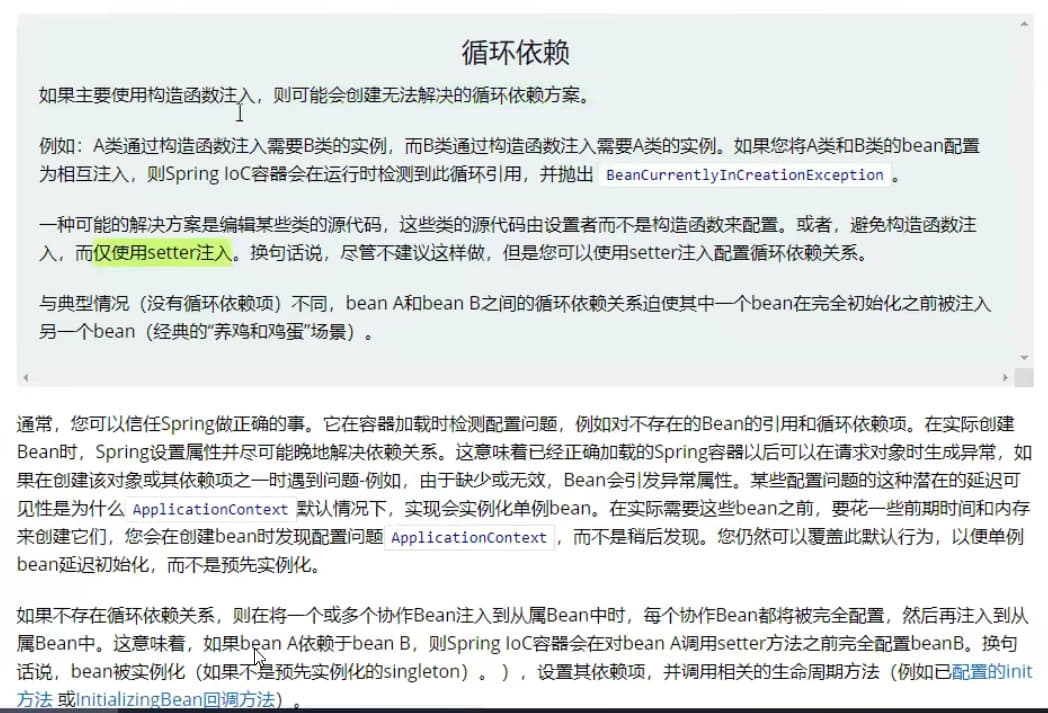 循环依赖
如果主要使用构造函数注入，则可能会创建无法解决的循环依赖方案。
例如：A类通过构造函数注入需要B类的实例，而B类通过构造函数注入需要A类的实例。如果您将A类和B类的bean配置
为相互注入，则Spring IoC容器会在运行时检测到此循环引用，并抛出 BeanCurrentlyInCreationException 。
一种可能的解决方案是编辑某些类的源代码，这些类的源代码由设置者而不是构造函数来配置。或者，避免构造函数注
入，而仅使用setter注入。换句话说，尽管不建议这样做，但是您可以使用setter注入配置循环依赖关系。
与典型情况（没有循环依赖项）不同，bean A和bean B之间的循环依赖关系迫使其中一个bean在完全初始化之前被注入
另一个bean（经典的“养鸡和鸡蛋”场景）。
通常，您可以信任Spring做正确的事。它在容器加载时检测配置问题，例如对不存在的Bean的引用和循环依赖项。在实际创建
Bean时，Spring设置属性并尽可能晚地解决依赖关系。这意味着已经正确加载的Spring容器以后可以在请求对象时生成异常，如
果在创建该对象或其依赖项之一时遇到问题-例如，由于缺少或无效，Bean会引发异常属性。某些配置问题的这种潜在的延迟可
见性是为什么 ApplicationContext 默认情况下，实现会实例化单例bean。在实际需要这些bean之前，要花一些前期时间和内存
来创建它们，您会在创建bean时发现配置问题 ApplicationContext ，而不是稍后发现。您仍然可以覆盖此默认行为，以便单例
bean延迟初始化，而不是预先实例化。
如果不存在循环依赖关系，则在将一个或多个协作Bean注入到从属Bean中时，每个协作Bean都将被完全配置，然后再注入到从
属Bean中。这意味着，如果bean A依赖于bean B，则Spring IoC容器会在对bean A调用setter方法之前完全配置beanB。换句
话说，bean被实例化（如果不是预先实例化的singleton）。 ），设置其依赖项，并调用相关的生命周期方法（例如已配置的init
方法 或InitializingBean回调方法）。